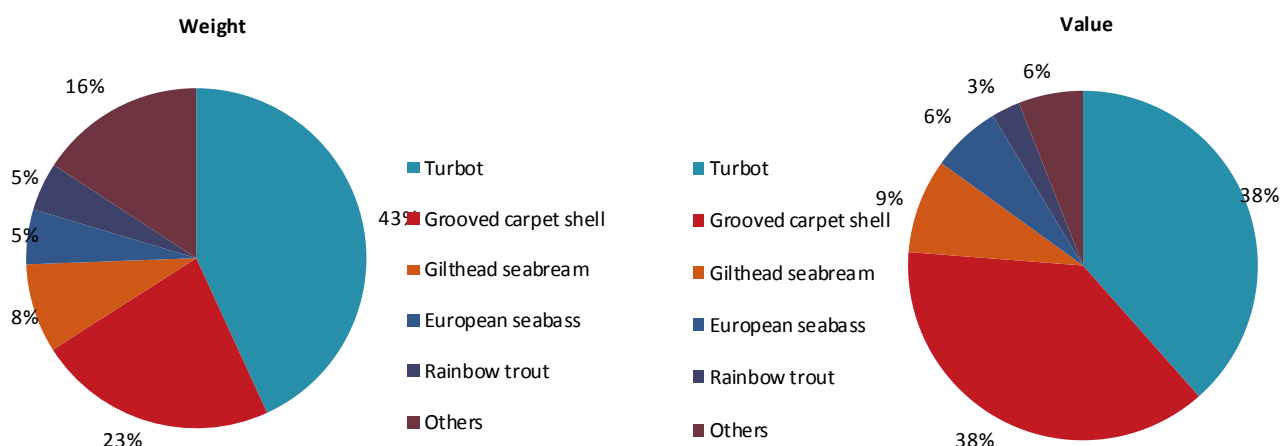 Weight
16%
5%
5%
8%
23%
43%
Turbot
Grooved carpet shell
Gilthead seabream
European seabass
Rainbow trout
Others
Value
6%
3%
6%
9%
38%
38%
Turbot
Grooved carpet shell
Gilthead seabream
European seabass
Rainbow trout
Others